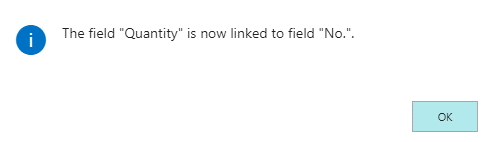 The field "Quantity" is now linked to field "No.".
OK